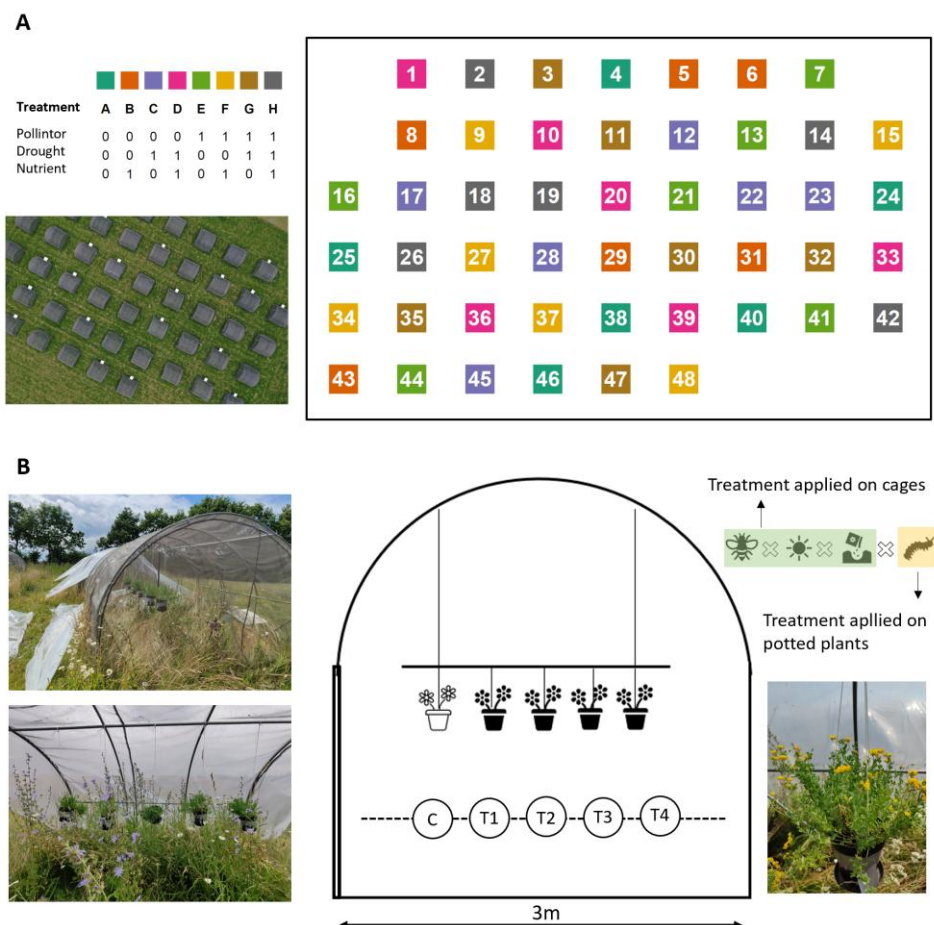 A
Treatment A B C D E F G H
Pollintor 0 0 0 0 1 1 1 1
Drought 0 0 1 1 0 0 1 1
Nutrient 0 1 0 1 0 1 0 1
1 2 3 4 5 6 7
8 9 10 11 12 13 14 15
16 17 18 19 20 21 22 23 24
25 26 27 28 29 30 31 32 33
34 35 36 37 38 39 40 41 42
43 44 45 46 47 48
B
Treatment applied on cages
Treatment apllied on
potted plants
C T1 T2 T3 T4
3m